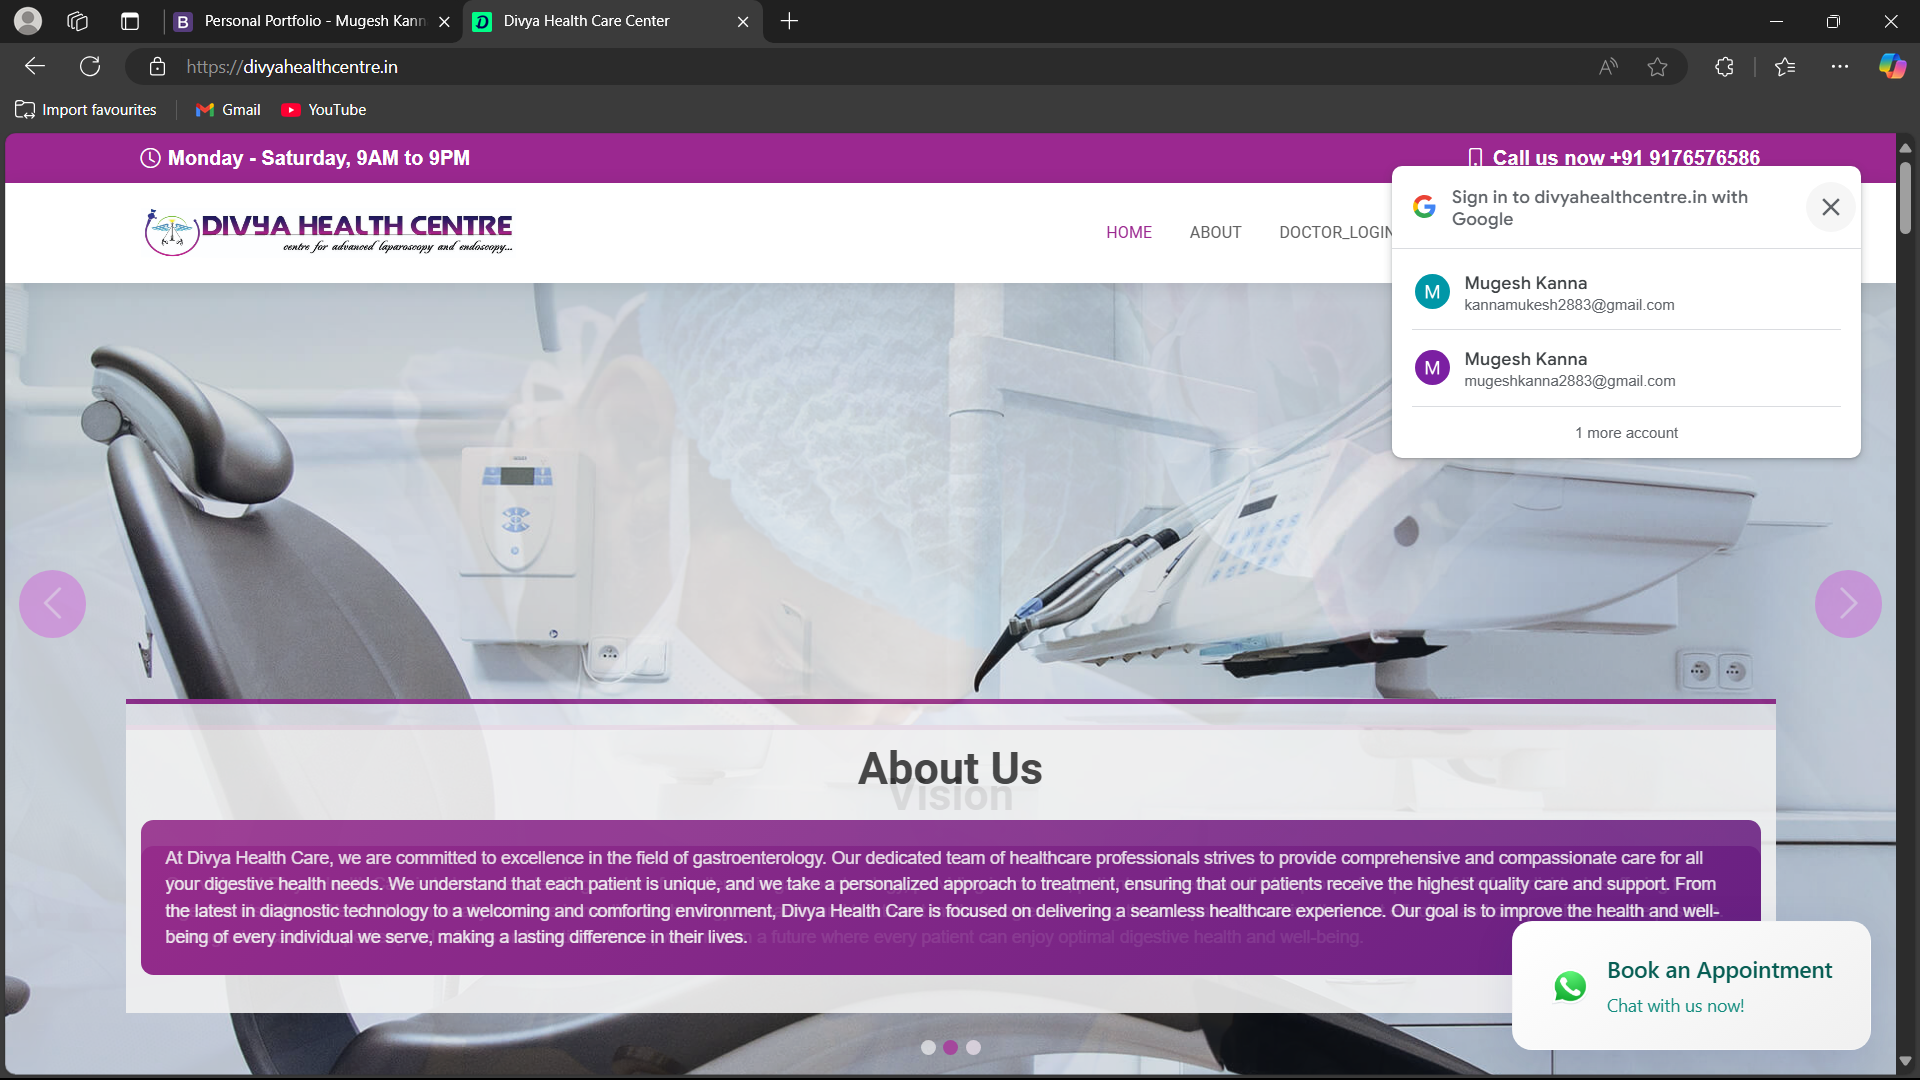 Personal Portfolio - Mugesh Kann
Divya Health Care Center
https://divyahealthcentre.in
Import favourites
Gmail
YouTube
Monday - Saturday, 9AM to 9PM
Call us now +91 9176576586
DIVYA HEALTH CENTRE
centre for advanced laparoscopy and endoscopy...
HOME
ABOUT
DOCTOR_LOGIN
Sign in to divyahealthcentre.in with
Google
Mugesh Kanna
kannamukesh2883@gmail.com
Mugesh Kanna
mugeshkanna2883@gmail.com
1 more account
About Us
Vision
At Divya Health Care, we are committed to excellence in the field of gastroenterology. Our dedicated team of healthcare professionals strives to provide comprehensive and compassionate care for all
your digestive health needs. We understand that each patient is unique, and we take a personalized approach to treatment, ensuring that our patients receive the highest quality care and support. From
the latest in diagnostic technology to a welcoming and comforting environment, Divya Health Care is focused on delivering a seamless healthcare experience. Our goal is to improve the health and well-
being of every individual we serve, making a lasting difference in their lives.
a future where every patient can enjoy optimal digestive health and well-being.
Book an Appointment
Chat with us now!